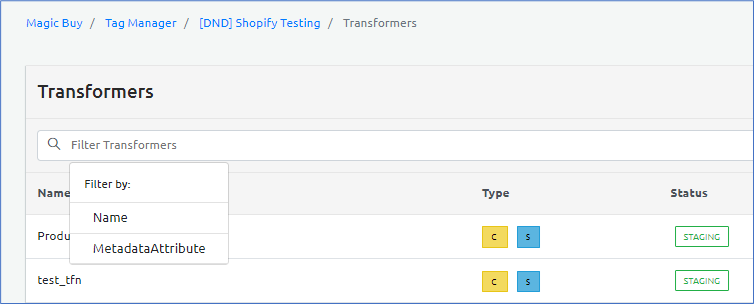 Magic Buy / Tag Manager / [DND] Shopify Testing / Transformers
Transformers
Filter Transformers
Filter by:
Name Type Status
Name
Produ C S STAGING
MetadataAttribute
test_tfn C S STAGING